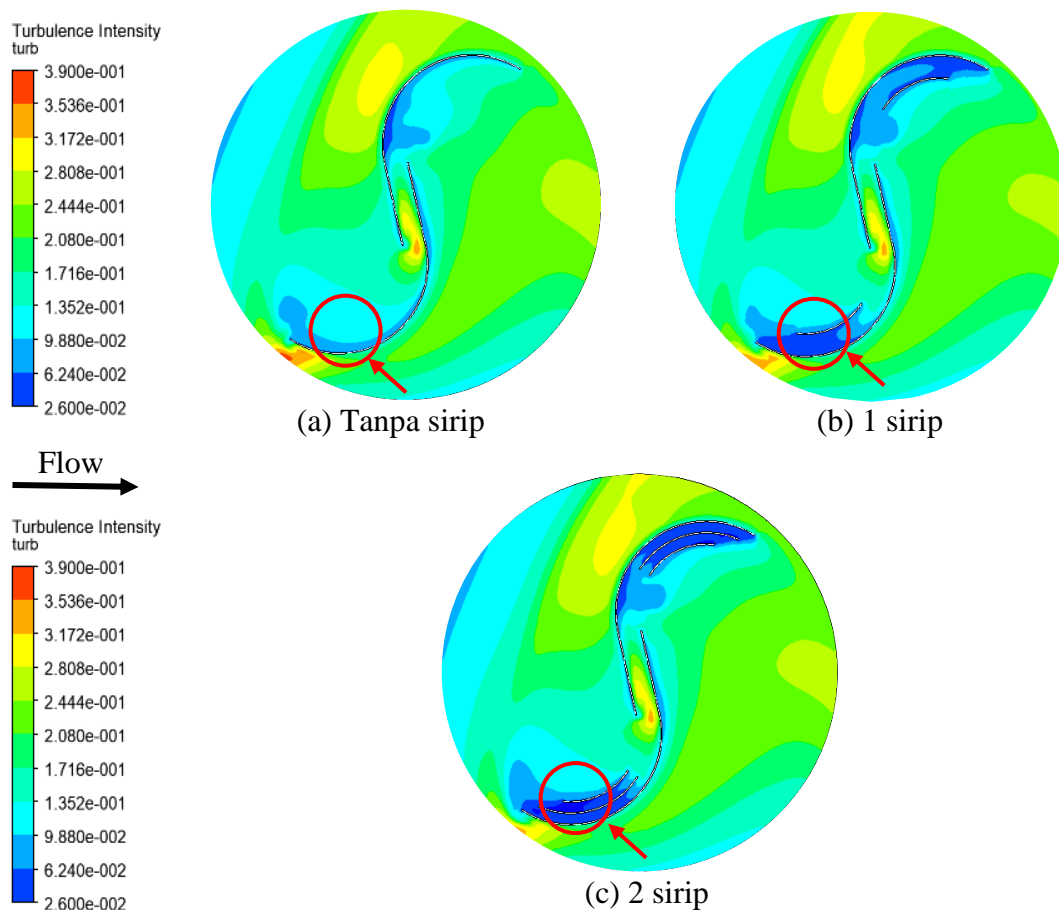 Turbulence Intensity
turb
3.900e-001
3.536e-001
3.172e-001
2.808e-001
2.444e-001
2.080e-001
1.716e-001
1.352e-001
9.880e-002
6.240e-002
2.600e-002
(a) Tanpa sirip
(b) 1 sirip
Flow
Turbulence Intensity
turb
3.900e-001
3.536e-001
3.172e-001
2.808e-001
2.444e-001
2.080e-001
1.716e-001
1.352e-001
9.880e-002
6.240e-002
2.600e-002
(c) 2 sirip